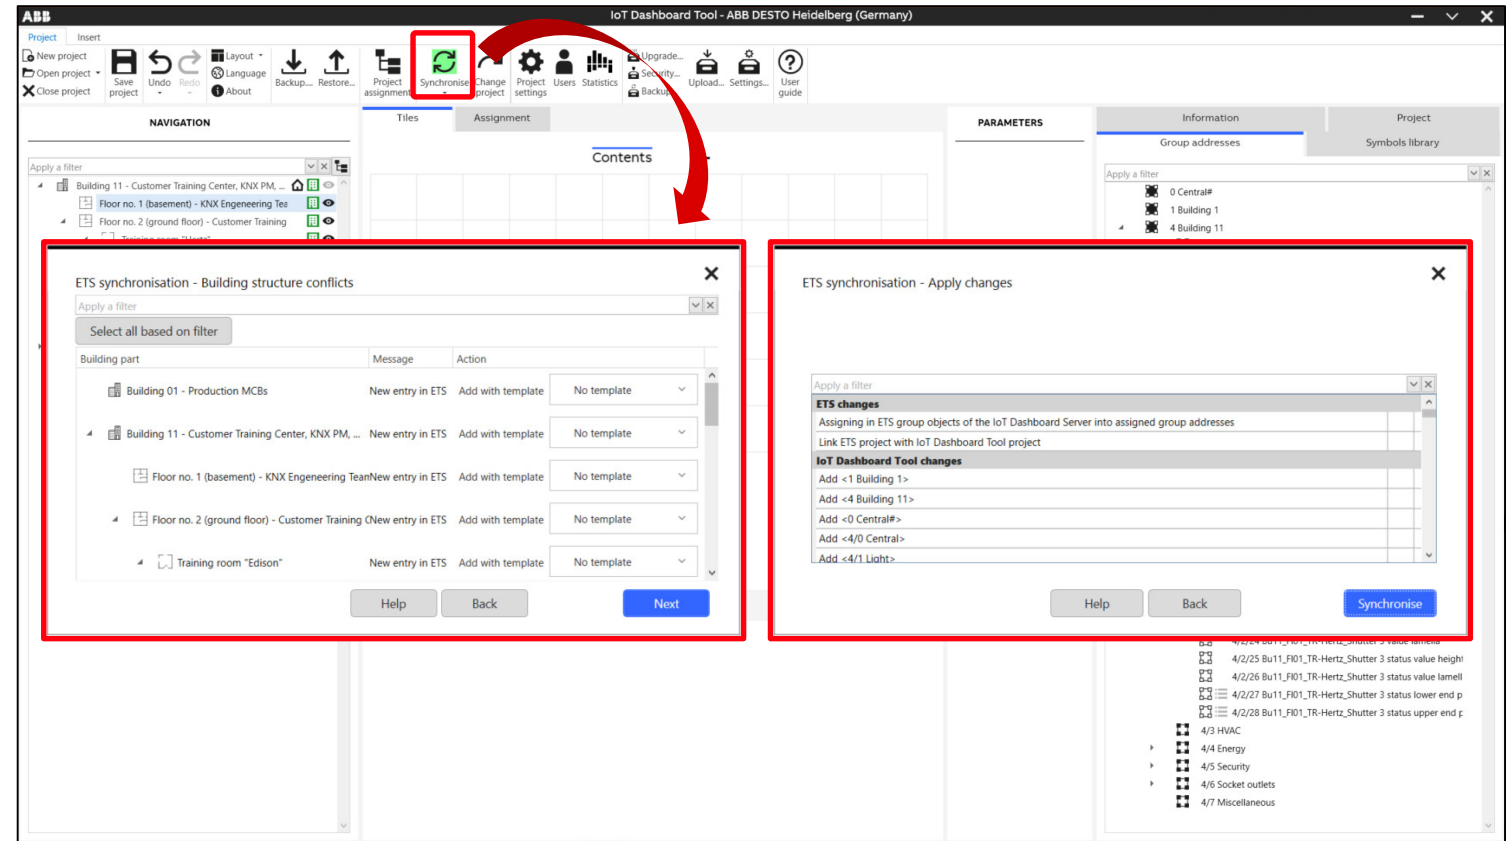 ABB
IoT Dashboard Tool - ABB DESTO Heidelberg (Germany)
Project Insert
New project
Open project
Close project
Save project
Undo
Redo
Layout
Language
About
Backup...
Restore...
Project assignment
Synchronise
Change project
Project settings
Users
Statistics
Upgrade...
Security...
Backup
Upload...
Settings...
User guide
NAVIGATION
Apply a filter
Building 11 - Customer Training Center, KNX PM, ...
Floor no. 1 (basement) - KNX Engeneering Tea
Floor no. 2 (ground floor) - Customer Training
Training room "Hertz"
Tiles
Assignment
Contents
PARAMETERS
Information
Project
Group addresses
Symbols library
Apply a filter
0 Central#
1 Building 1
4 Building 11
ETS synchronisation - Building structure conflicts
Apply a filter
Select all based on filter
Building part Message Action
Building 01 - Production MCBs New entry in ETS Add with template No template
Building 11 - Customer Training Center, KNX PM, ... New entry in ETS Add with template No template
Floor no. 1 (basement) - KNX Engeneering Tean New entry in ETS Add with template No template
Floor no. 2 (ground floor) - Customer Training C New entry in ETS Add with template No template
Training room "Edison" New entry in ETS Add with template No template
Help
Back
Next
ETS synchronisation - Apply changes
Apply a filter
ETS changes
Assigning in ETS group objects of the IoT Dashboard Server into assigned group addresses
Link ETS project with IoT Dashboard Tool project
IoT Dashboard Tool changes
Add <1 Building 1>
Add <4 Building 11>
Add <0 Central#>
Add <4/0 Central>
Add <4/1 Light>
Help
Back
Synchronise
4/2/24 Bu11_Fl01_TR-Hertz_Shutter 3 value lamella
4/2/25 Bu11_Fl01_TR-Hertz_Shutter 3 status value height
4/2/26 Bu11_Fl01_TR-Hertz_Shutter 3 status value lamell
4/2/27 Bu11_Fl01_TR-Hertz_Shutter 3 status lower end p
4/2/28 Bu11_Fl01_TR-Hertz_Shutter 3 status upper end p
4/3 HVAC
4/4 Energy
4/5 Security
4/6 Socket outlets
4/7 Miscellaneous